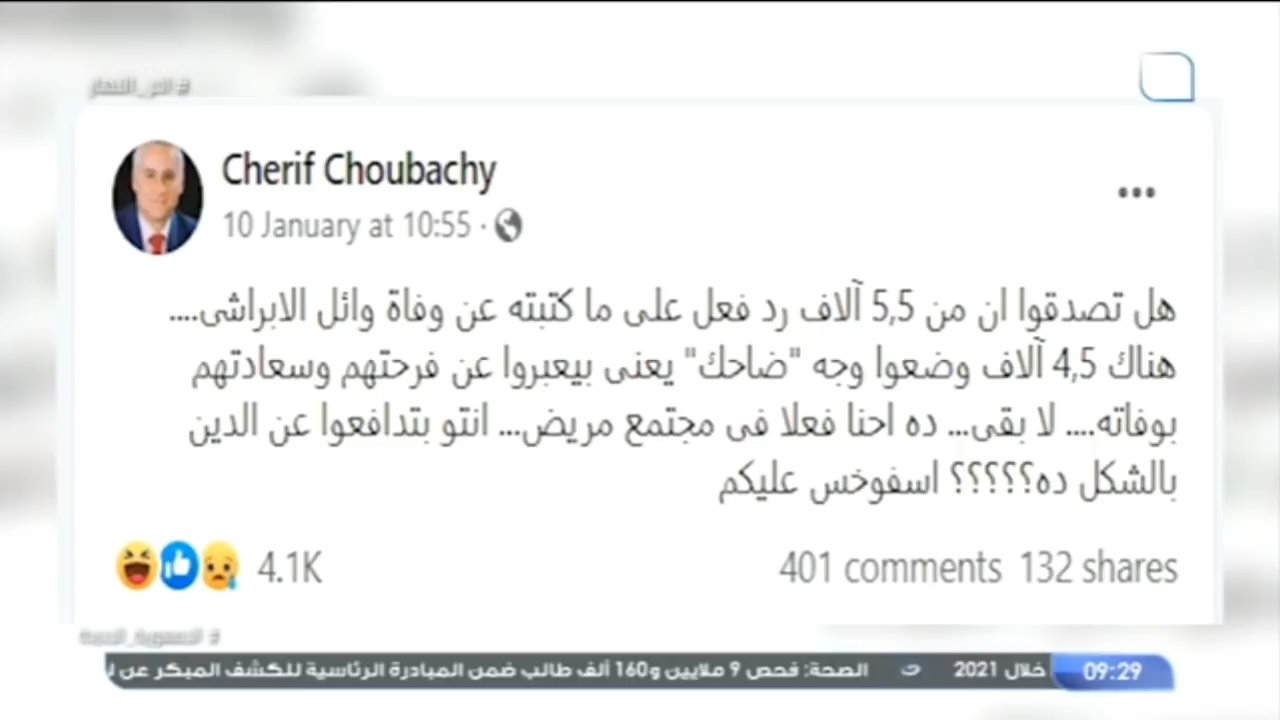 Cherif Choubachy
10 January at 10:55 ·
هل تصدقوا ان من 5,5 آلاف رد فعل على ما كتبته عن وفاة وائل الابراشى....
هناك 4,5 آلاف وضعوا وجه "ضاحك" يعنى بيعبروا عن فرحتهم وسعادتهم
بوفاته.... لا بقى... ده احنا فعلا فى مجتمع مريض... انتو بتدافعوا عن الدين
بالشكل ده؟؟؟؟؟ اسفوخس عليكم
4.1K
401 comments 132 shares
خلال 2021
الصحة: فحص 9 ملايين و160 ألف طالب ضمن المبادرة الرئاسية للكشف المبكر عن
09:29